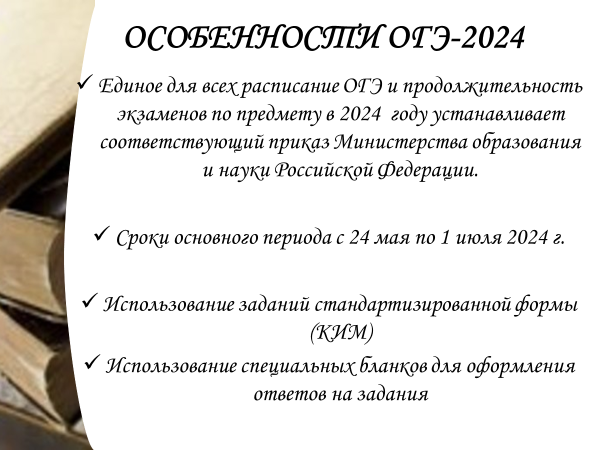 ОСОБЕННОСТИ ОГЭ-2024
✓ Единое для всех расписание ОГЭ и продолжительность
экзаменов по предмету в 2024 году устанавливает
соответствующий приказ Министерства образования
и науки Российской Федерации.
✓ Сроки основного периода с 24 мая по 1 июля 2024 г.
✓ Использование заданий стандартизированной формы
(КИМ)
✓ Использование специальных бланков для оформления
ответов на задания